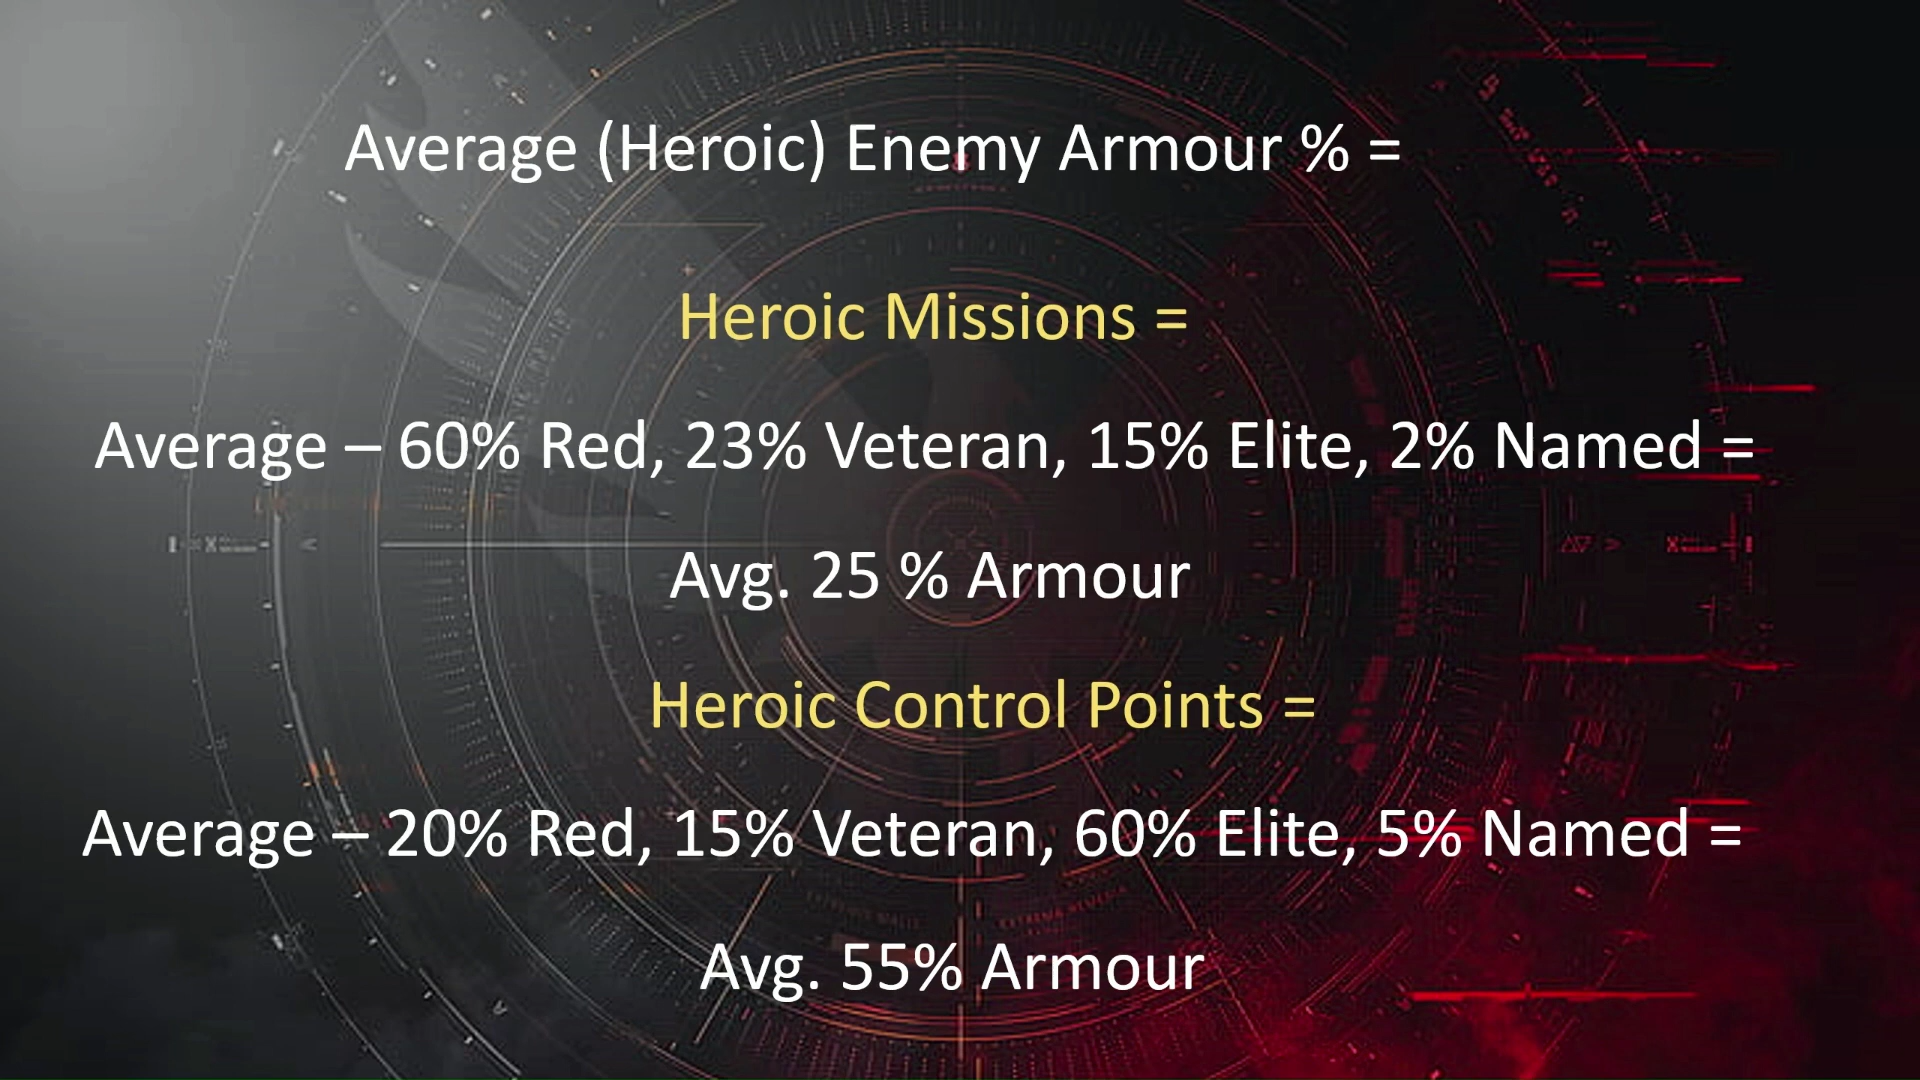 Average (Heroic) Enemy Armour % =
Heroic Missions =
Average – 60% Red, 23% Veteran, 15% Elite, 2% Named =
Avg. 25 % Armour
Heroic Control Points =
Average – 20% Red, 15% Veteran, 60% Elite, 5% Named =
Avg. 55% Armour